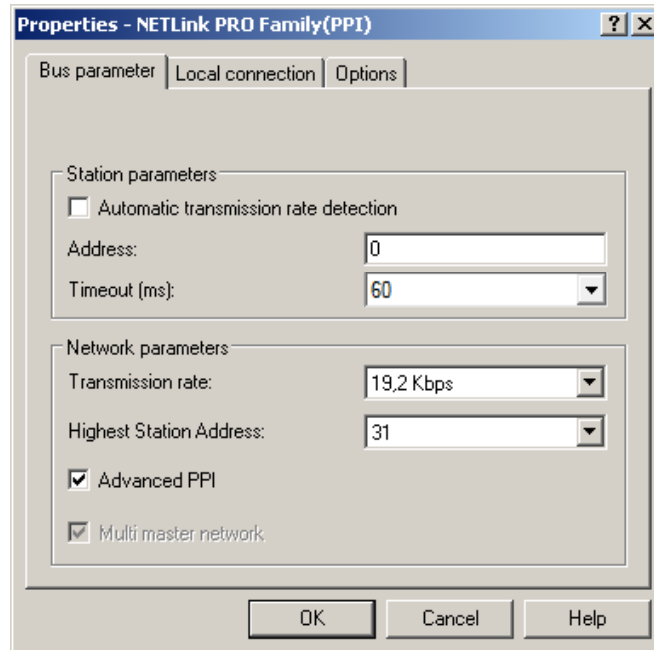 Properties - NETLink PRO Family(PPI)
Bus parameter Local connection Options
Station parameters
Automatic transmission rate detection
Address: 0
Timeout (ms): 60
Network parameters
Transmission rate: 19,2 Kbps
Highest Station Address: 31
Advanced PPI
Multi master network
OK Cancel Help